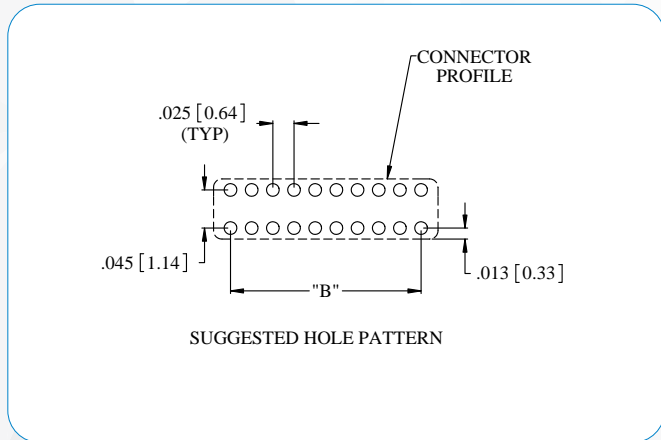 CONNECTOR
PROFILE
.025 [0.64]
(TYP)
.045 [1.14]
.013 [0.33]
"B"
SUGGESTED HOLE PATTERN